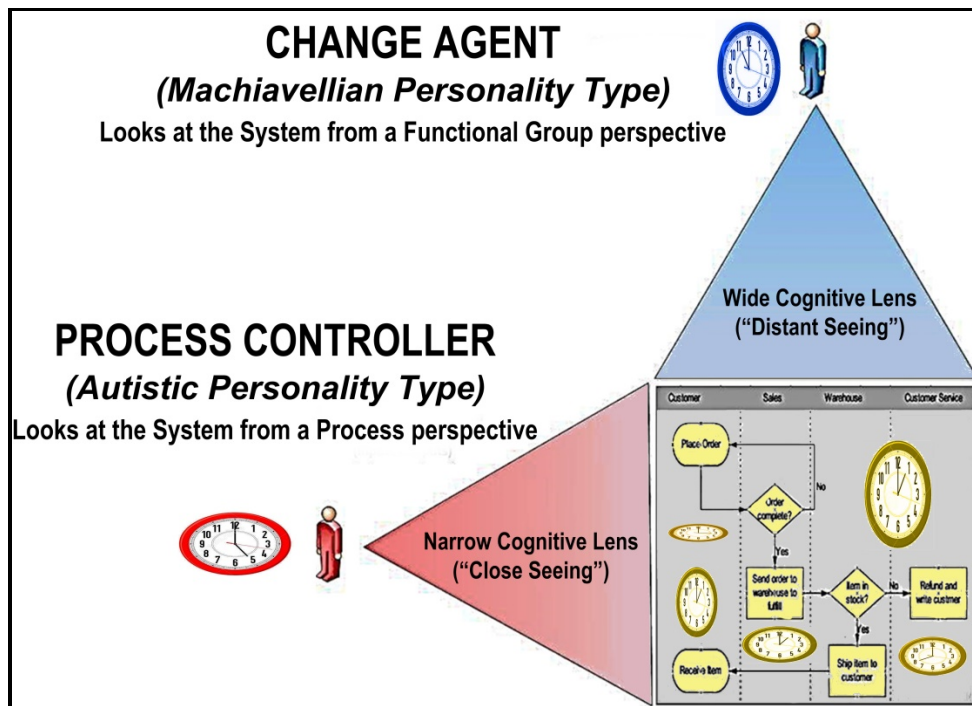 CHANGE AGENT
(Machiavellian Personality Type)
Looks at the System from a Functional Group perspective
Wide Cognitive Lens
(“Distant Seeing”)
PROCESS CONTROLLER
(Autistic Personality Type)
Looks at the System from a Process perspective
Narrow Cognitive Lens
(“Close Seeing”)
Customer Sales Warehouse Customer Service
Place Order
No
Order
complete?
Yes
Send order to
warehouse to
fulfill
Item in
stock?
No
Refund and
write custmer
Yes
Receive Item
Ship item to
customer